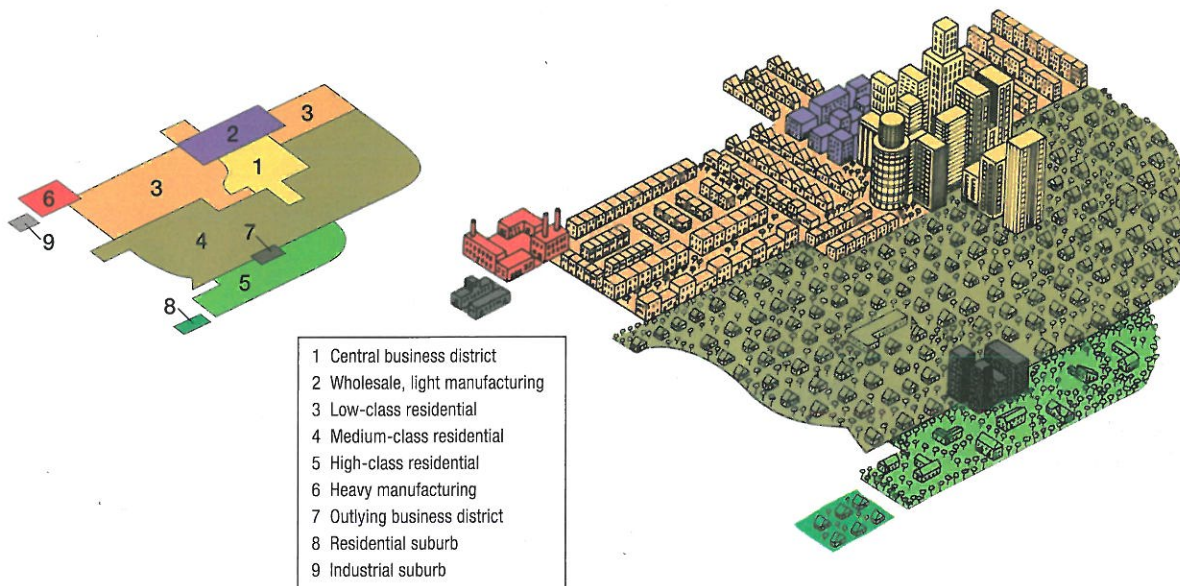 3
2
1
3
6
9
4
7
5
8
1 Central business district
2 Wholesale, light manufacturing
3 Low-class residential
4 Medium-class residential
5 High-class residential
6 Heavy manufacturing
7 Outlying business district
8 Residential suburb
9 Industrial suburb